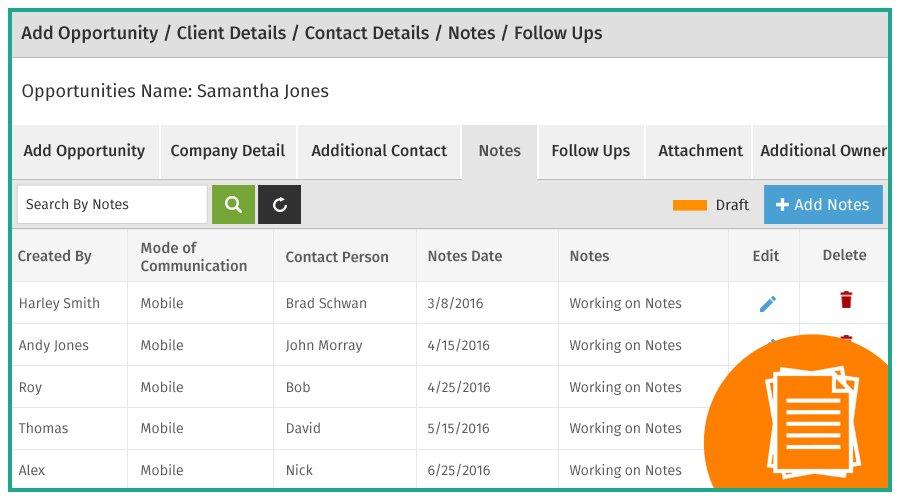 Add Opportunity / Client Details / Contact Details / Notes / Follow Ups
Opportunities Name: Samantha Jones
Add Opportunity Company Detail Additional Contact Notes Follow Ups Attachment Additional Owner
Search By Notes Draft + Add Notes
Created By Mode of Communication Contact Person Notes Date Notes Edit Delete
Harley Smith Mobile Brad Schwan 3/8/2016 Working on Notes
Andy Jones Mobile John Morray 4/15/2016 Working on Notes
Roy Mobile Bob 4/25/2016 Working on Notes
Thomas Mobile David 5/15/2016 Working on Notes
Alex Mobile Nick 6/25/2016 Working on Notes